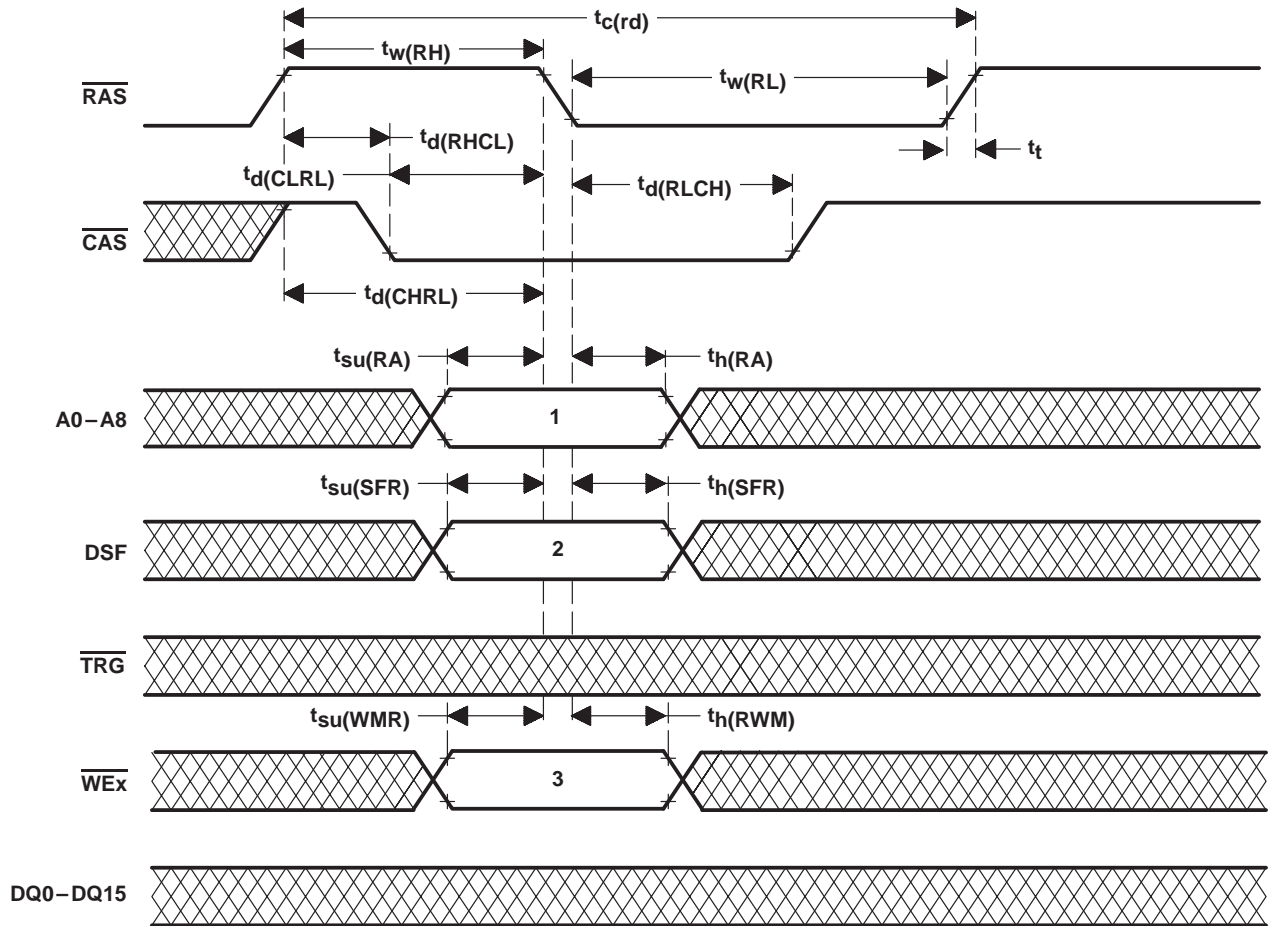 tc(rd)
tw(RH)
tw(RL)
RAS
td(RHCL)
tt
td(CLRL)
td(RLCH)
CAS
td(CHRL)
tsu(RA)
th(RA)
A0–A8
1
tsu(SFR)
th(SFR)
DSF
2
TRG
tsu(WMR)
th(RWM)
WEx
3
DQ0–DQ15